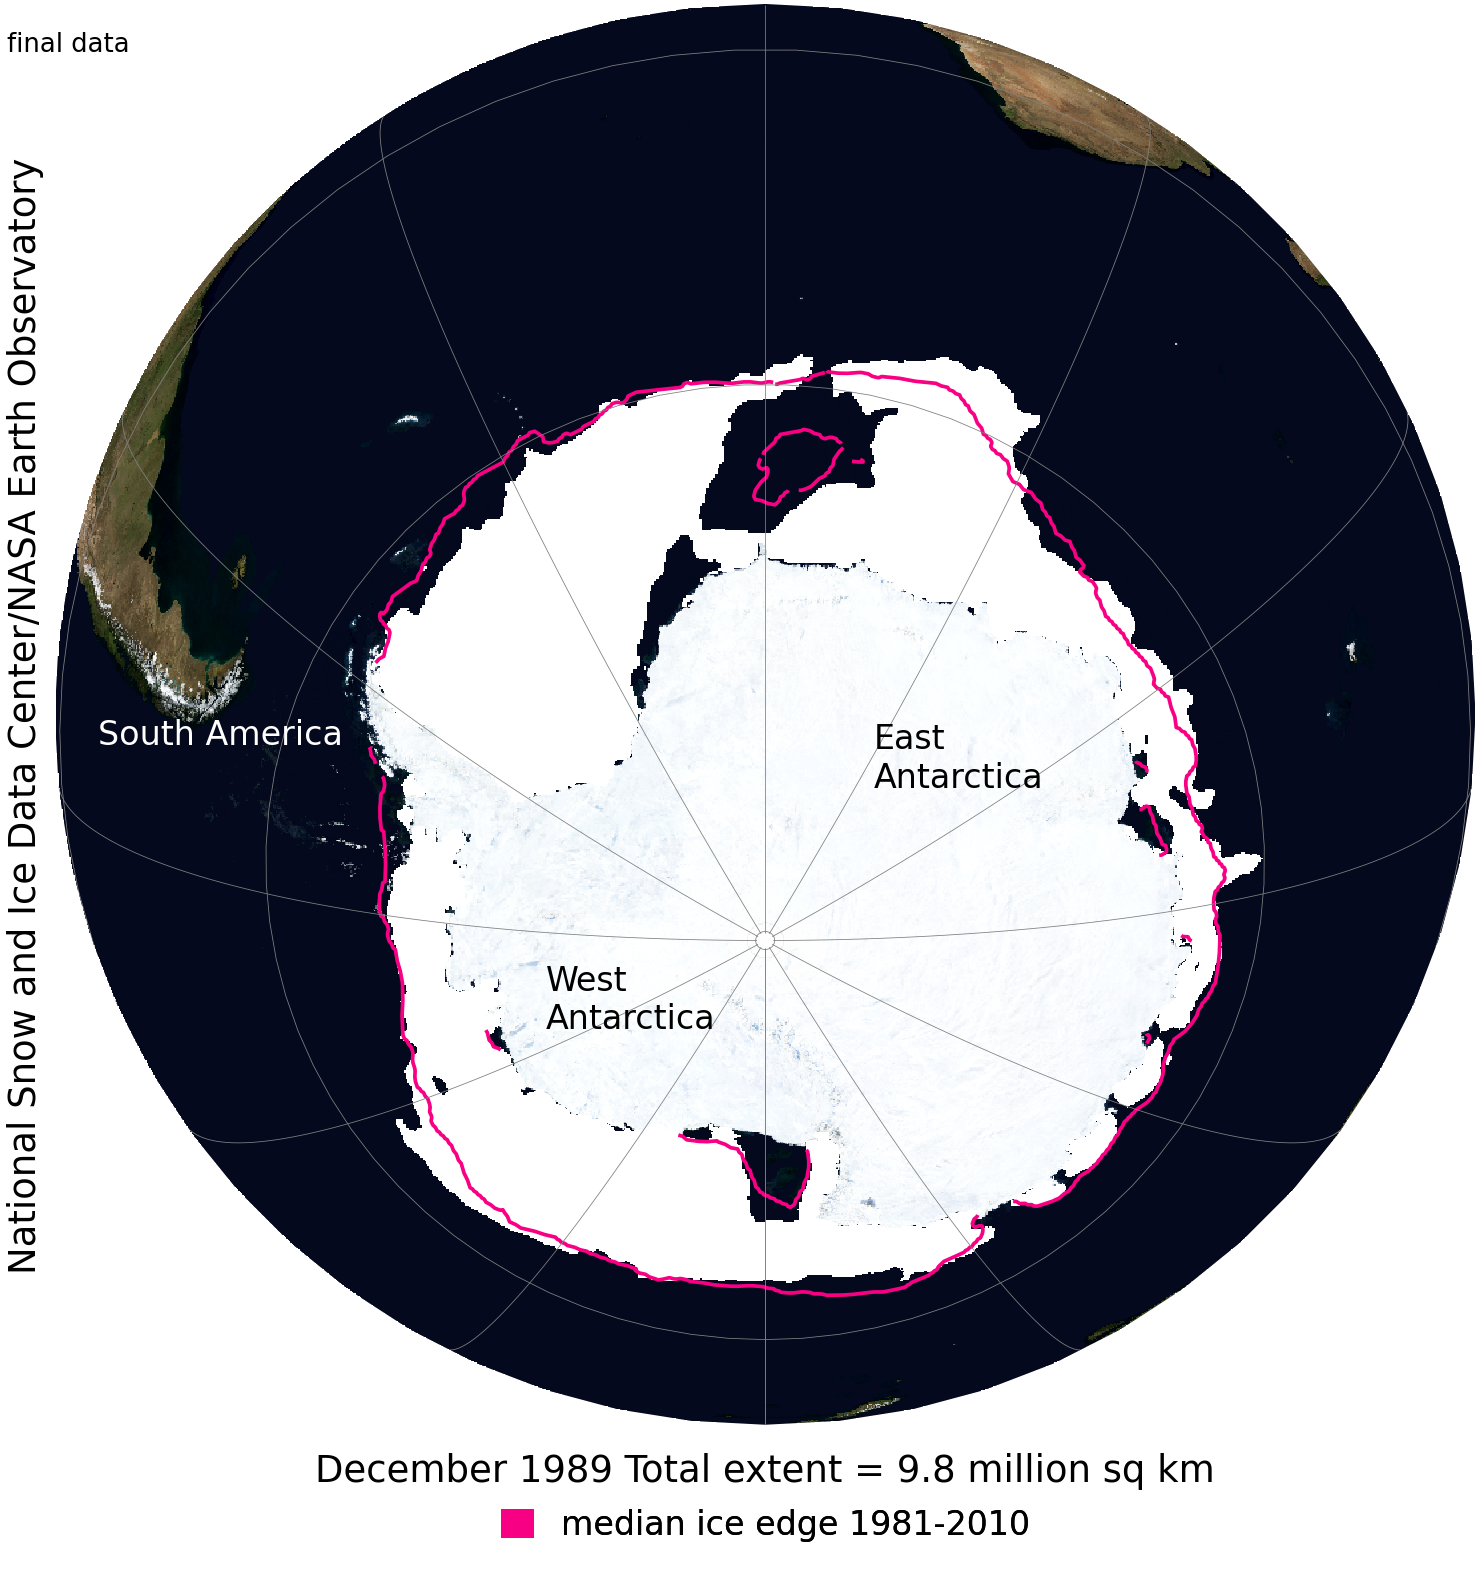 final data
National Snow and Ice Data Center/NASA Earth Observatory
South America
East
Antarctica
West
Antarctica
December 1989 Total extent = 9.8 million sq km
median ice edge 1981-2010